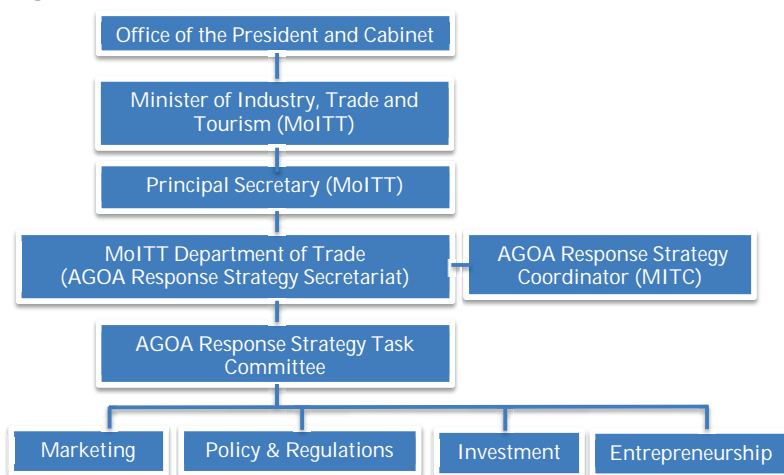 Office of the President and Cabinet
Minister of Industry, Trade and
Tourism (MoITT)
Principal Secretary (MoITT)
MoITT Department of Trade
(AGOA Response Strategy Secretariat)
AGOA Response Strategy
Coordinator (MITC)
AGOA Response Strategy Task
Committee
Marketing
Policy & Regulations
Investment
Entrepreneurship